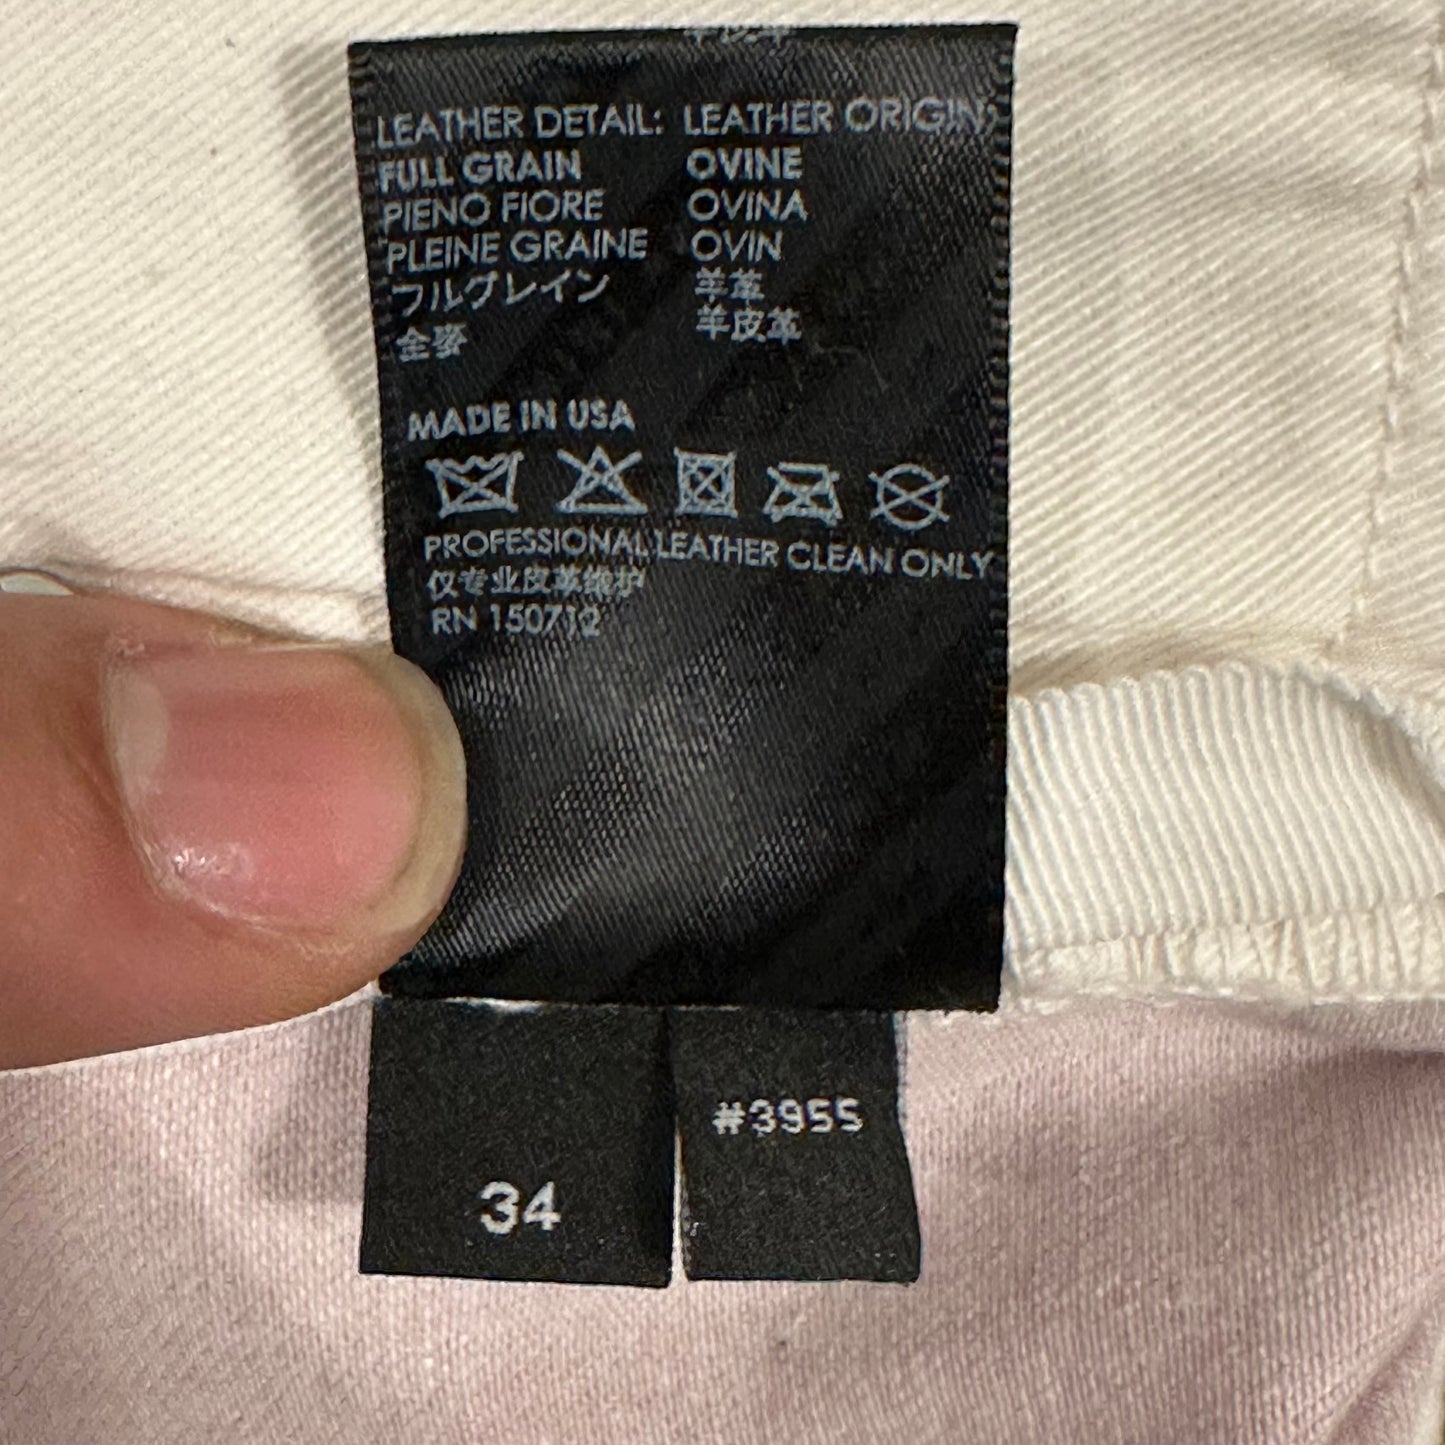 LEATHER DETAIL: LEATHER ORIGIN:
FULL GRAIN OVINE
PIENO FIORE OVINA
PLEINE GRAINE OVIN
フルグレイン 羊革
全姿 羊皮革
MADE IN USA
PROFESSIONAL LEATHER CLEAN ONLY
仅专业皮革维护
RN 150712
34
#3955